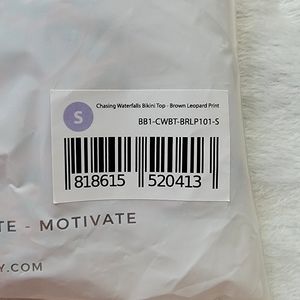 S
Chasing Waterfalls Bikini Top - Brown Leopard Print
BB1-CWBT-BRLP101-S
818615 520413
TE - MOTIVATE
Y.COM